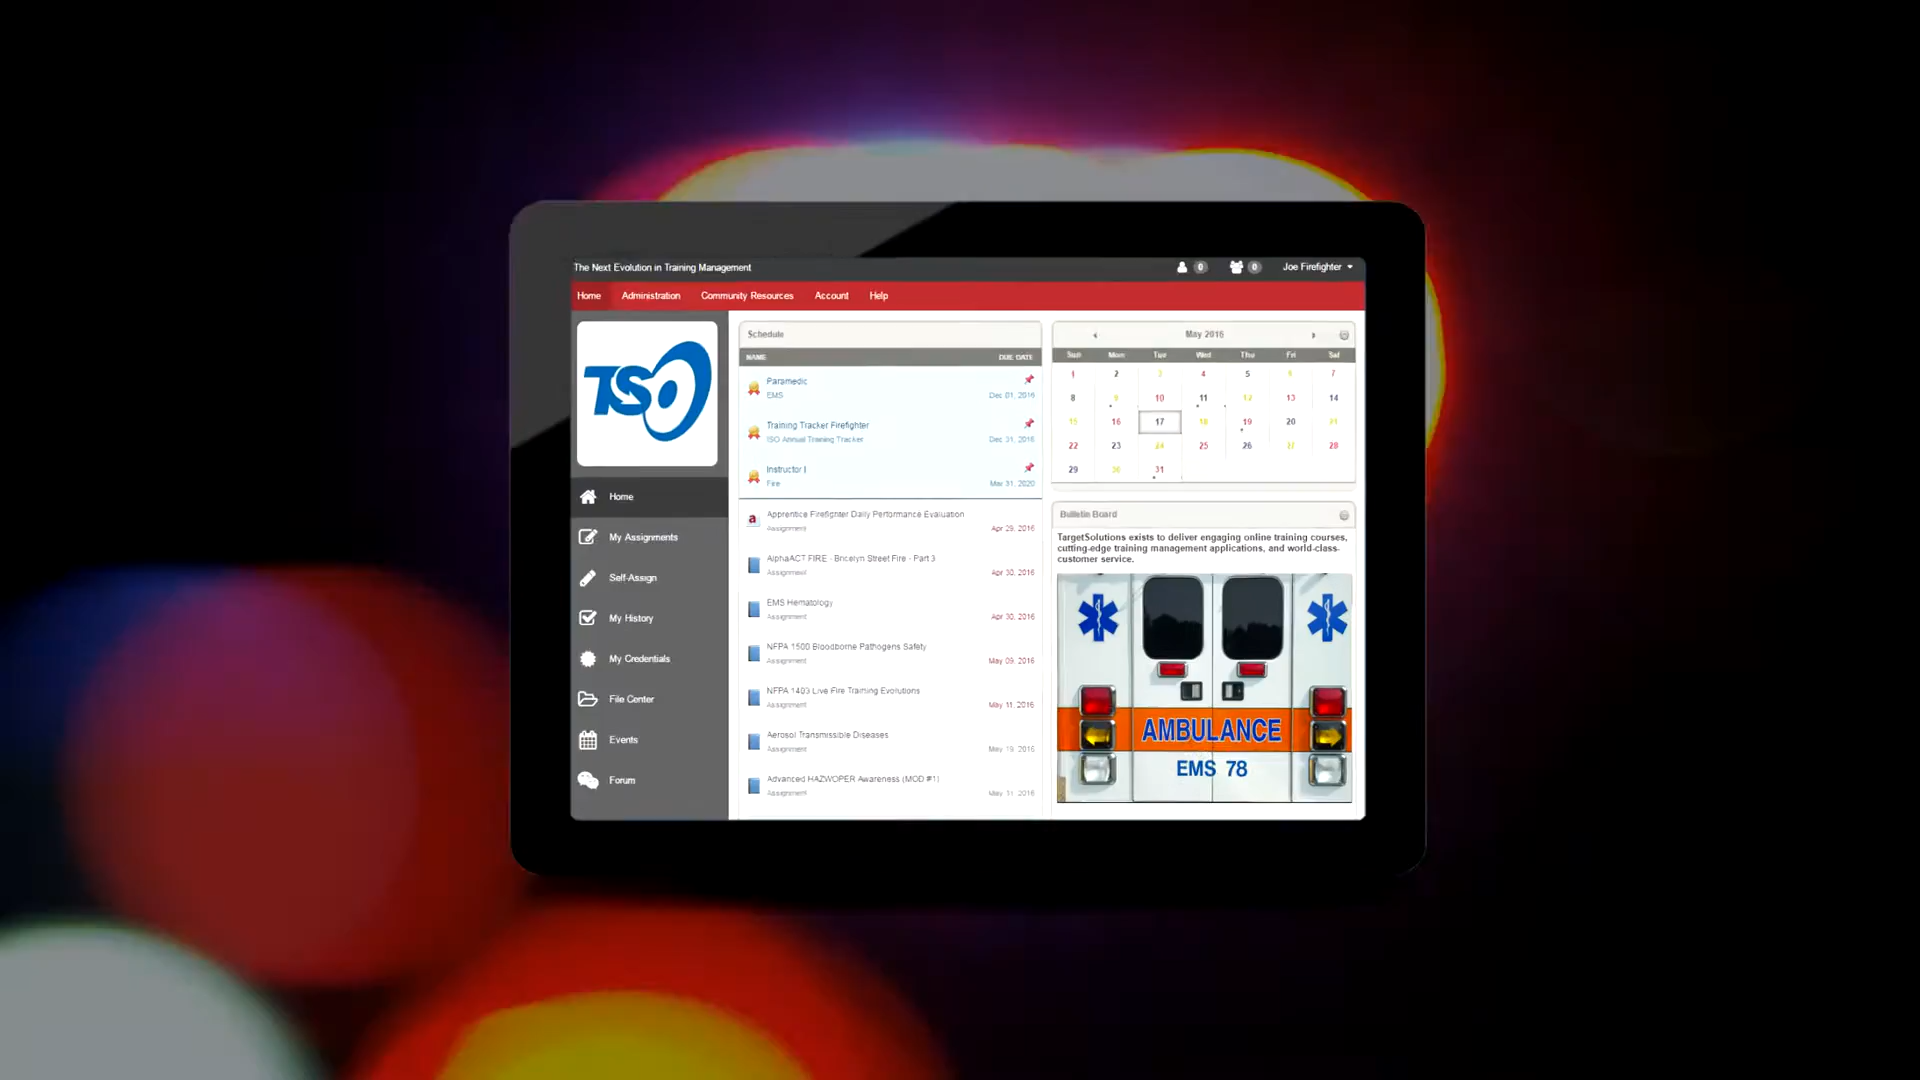 The Next Evolution in Training Management
0
0
Joe Firefighter
Home
Administration
Community Resources
Account
Help
TSO
Home
My Assignments
Self-Assign
My History
My Credentials
File Center
Events
Forum
Schedule
NAME DUE DATE
Paramedic
EMS Dec 01, 2016
Training Tracker Firefighter
ISO Annual Training Tracker Dec 31, 2016
Instructor I
Fire Mar 31, 2020
Apprentice Firefighter Daily Performance Evaluation
Assignment Apr 29, 2016
AlphaACT FIRE - Bricelyn Street Fire - Part 3
Assignment Apr 30, 2016
EMS Hematology
Assignment Apr 30, 2016
NFPA 1500 Bloodborne Pathogens Safety
Assignment May 09, 2016
NFPA 1403 Live Fire Training Evolutions
Assignment May 11, 2016
Aerosol Transmissible Diseases
Assignment May 19, 2016
Advanced HAZWOPER Awareness (MOD #1)
Assignment May 31, 2016
May 2016
Sun Mon Tue Wed Thu Fri Sat
1 2 3 4 5 6 7
8 9 10 11 12 13 14
15 16 17 18 19 20 21
22 23 24 25 26 27 28
29 30 31
Bulletin Board
TargetSolutions exists to deliver engaging online training courses,
cutting-edge training management applications, and world-class
customer service.
AMBULANCE
EMS 78